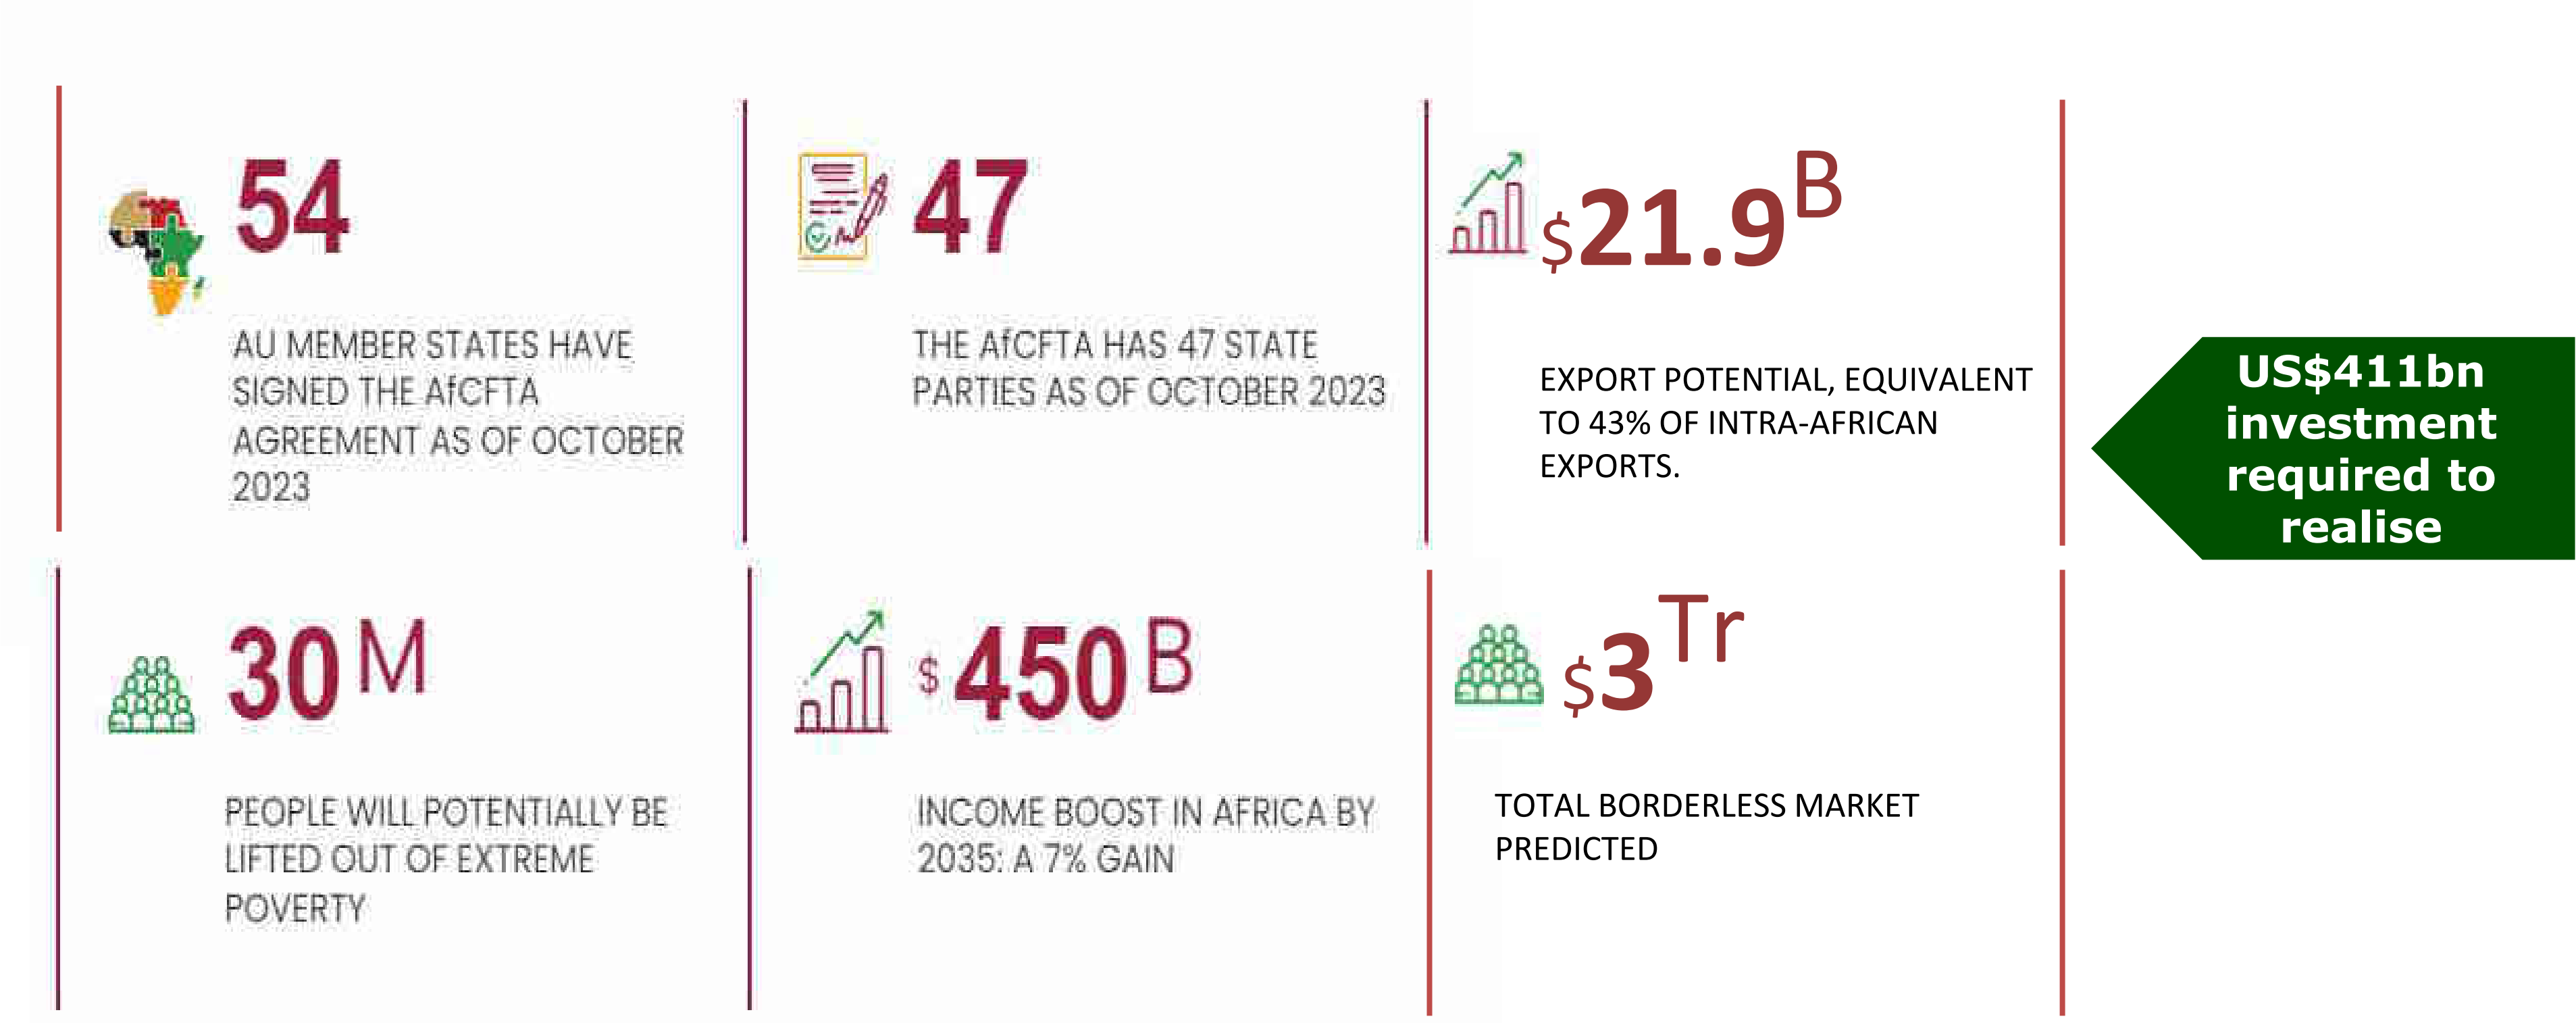 54
AU MEMBER STATES HAVE
SIGNED THE AfCFTA
AGREEMENT AS OF OCTOBER
2023
47
THE AfCFTA HAS 47 STATE
PARTIES AS OF OCTOBER 2023
$21.9B
EXPORT POTENTIAL, EQUIVALENT
TO 43% OF INTRA-AFRICAN
EXPORTS.
US$411bn
investment
required to
realise
30 M
PEOPLE WILL POTENTIALLY BE
LIFTED OUT OF EXTREME
POVERTY
$450 B
INCOME BOOST IN AFRICA BY
2035: A 7% GAIN
$3Tr
TOTAL BORDERLESS MARKET
PREDICTED